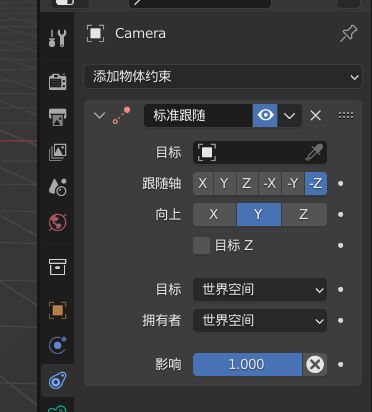 Camera
添加物体约束
标准跟随
目标
跟随轴 X Y Z -X -Y -Z
向上 X Y Z
目标 Z
目标 世界空间
拥有者 世界空间
影响 1.000